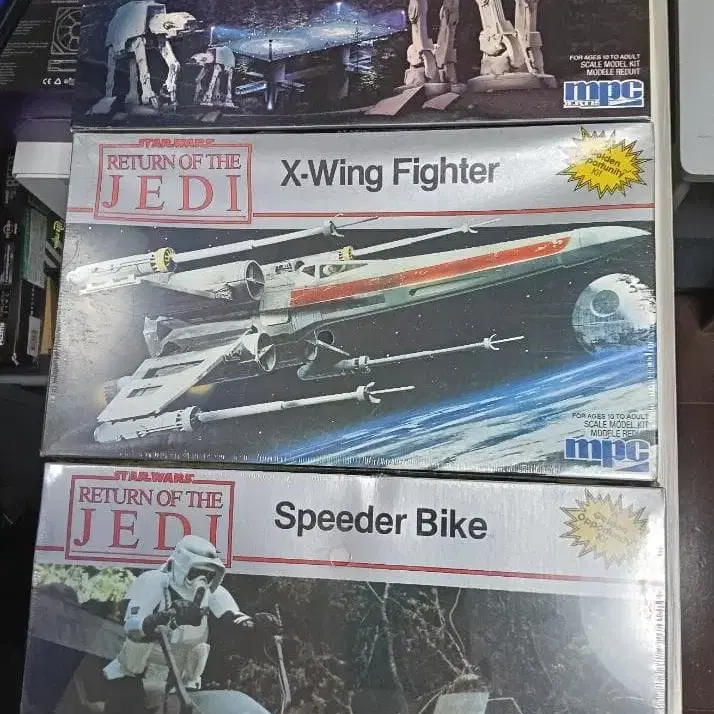 FOR AGES 10 TO ADULT
SCALE MODEL KIT
MODELE REDUIT
mpc
STAR WARS
RETURN OF THE
JEDI
X-Wing Fighter
Golden
Opportunity
Kit
FOR AGES 10 TO ADULT
SCALE MODEL KIT
MODELE REDUIT
mpc
STAR WARS
RETURN OF THE
JEDI
Speeder Bike